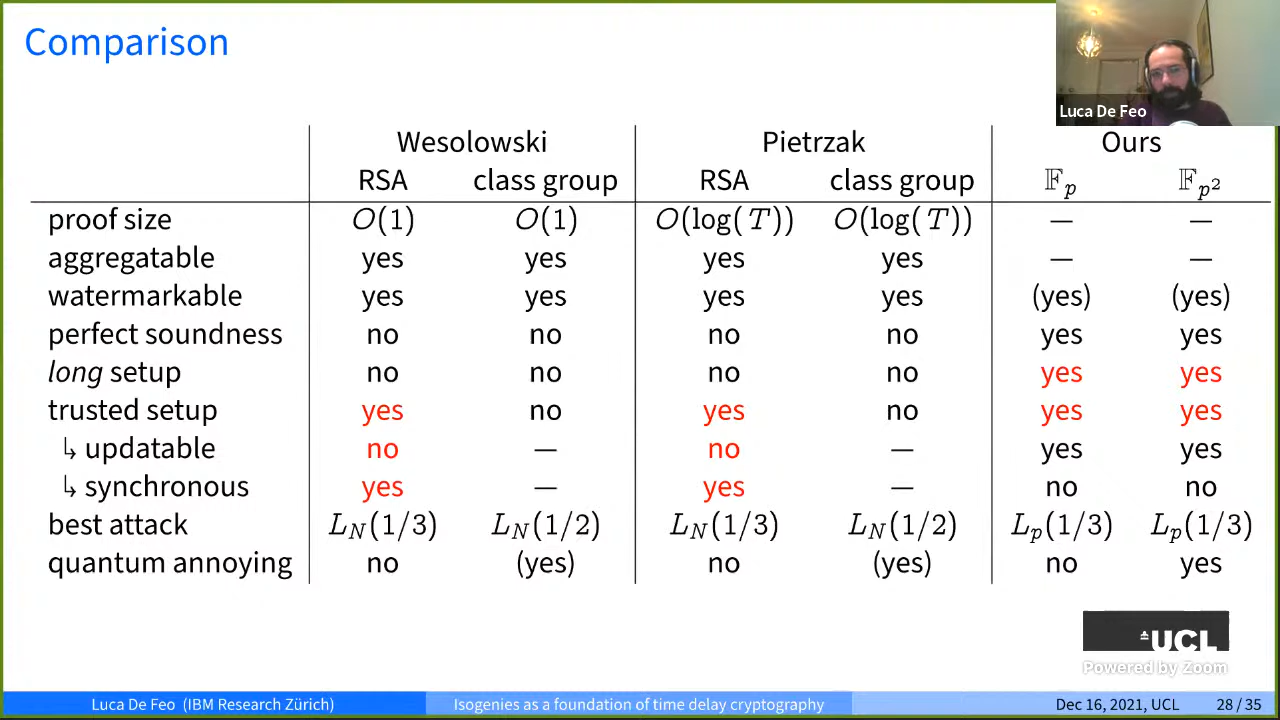 Comparison
Luca De Feo
Wesolowski Pietrzak Ours
RSA class group RSA class group 𝔽p 𝔽p²
proof size O(1) O(1) O(log(T)) O(log(T)) — —
aggregatable yes yes yes yes — —
watermarkable yes yes yes yes (yes) (yes)
perfect soundness no no no no yes yes
long setup no no no no yes yes
trusted setup yes no yes no yes yes
↳ updatable no — no — yes yes
↳ synchronous yes — yes — no no
best attack L_N(1/3) L_N(1/2) L_N(1/3) L_N(1/2) L_p(1/3) L_p(1/3)
quantum annoying no (yes) no (yes) no yes
UCL
Powered by Zoom
Luca De Feo (IBM Research Zürich) Isogenies as a foundation of time delay cryptography Dec 16, 2021, UCL 28 / 35